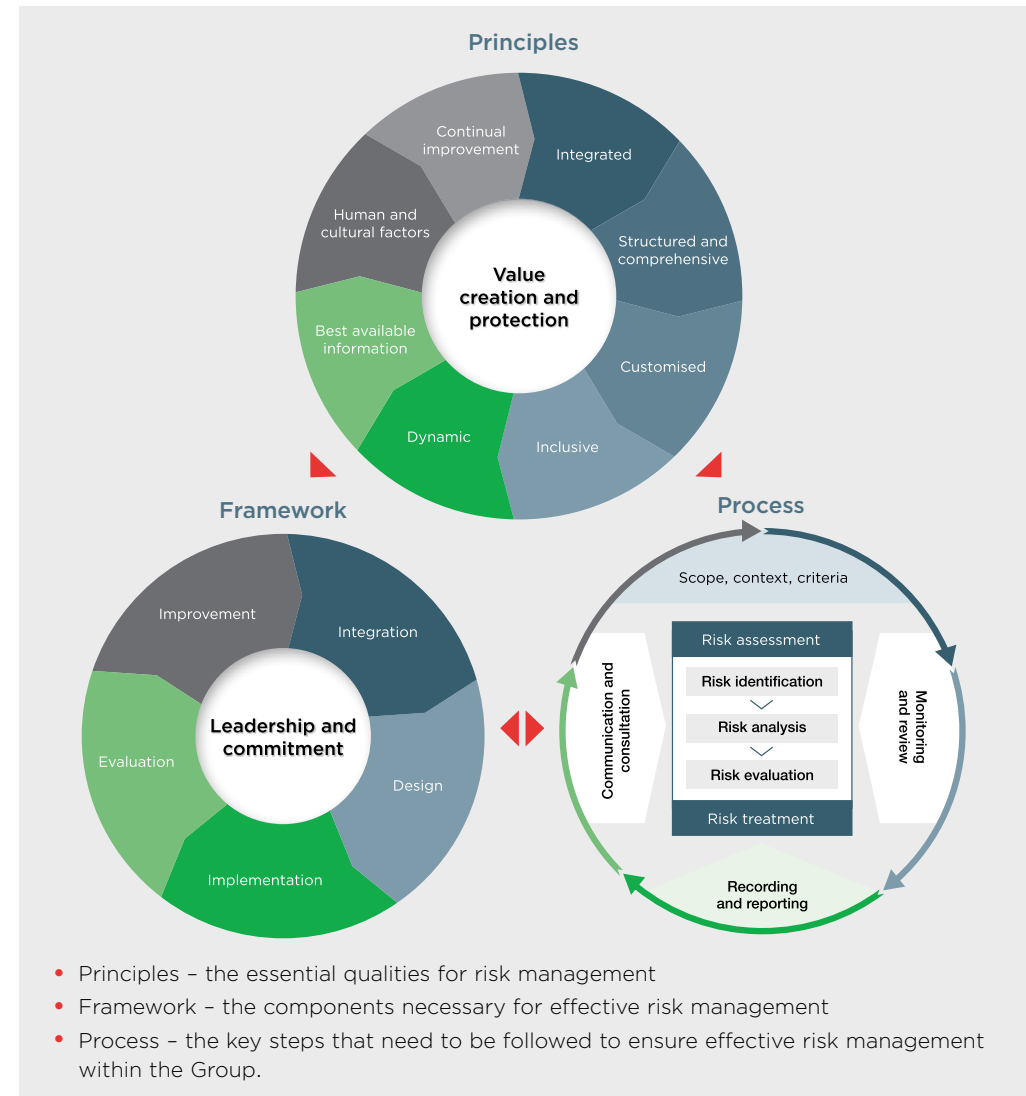 Principles
Continual
improvement
Integrated
Human and
cultural factors
Structured and
comprehensive
Value
creation and
protection
Best available
information
Customised
Dynamic
Inclusive
Framework
Improvement
Integration
Leadership and
commitment
Evaluation
Design
Implementation
Process
Scope, context, criteria
Communication and
consultation
Risk assessment
Risk identification
Risk analysis
Risk evaluation
Risk treatment
Monitoring
and review
Recording
and reporting
• Principles – the essential qualities for risk management
• Framework – the components necessary for effective risk management
• Process – the key steps that need to be followed to ensure effective risk management
within the Group.